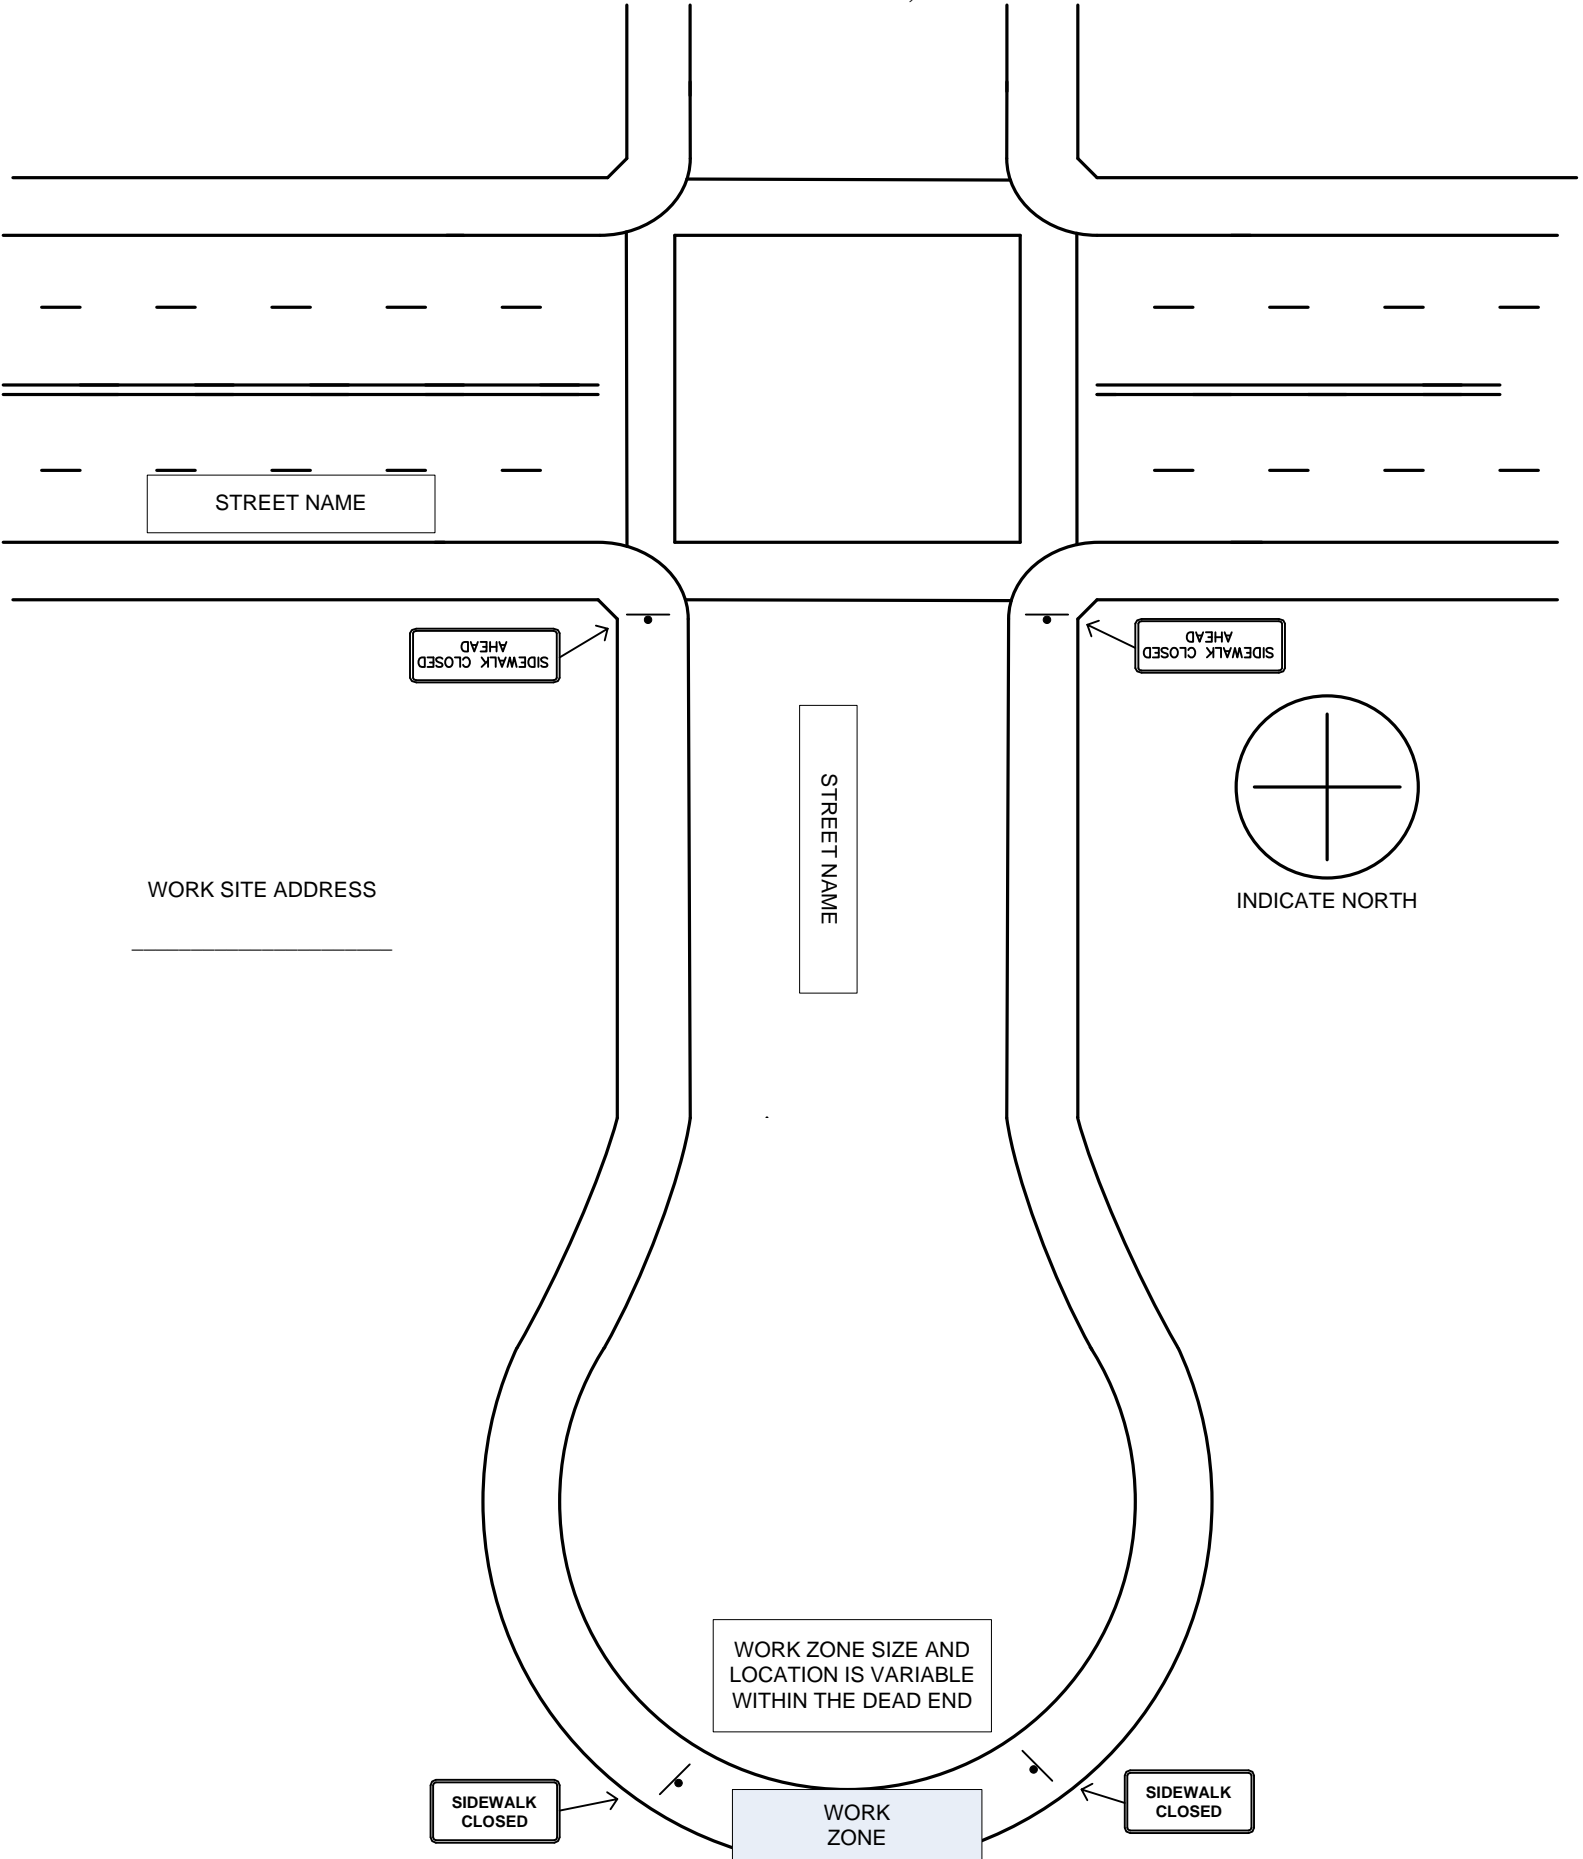 STREET NAME
SIDEWALK CLOSED
AHEAD
SIDEWALK CLOSED
AHEAD
STREET NAME
WORK SITE ADDRESS
INDICATE NORTH
WORK ZONE SIZE AND
LOCATION IS VARIABLE
WITHIN THE DEAD END
SIDEWALK
CLOSED
WORK
ZONE
SIDEWALK
CLOSED